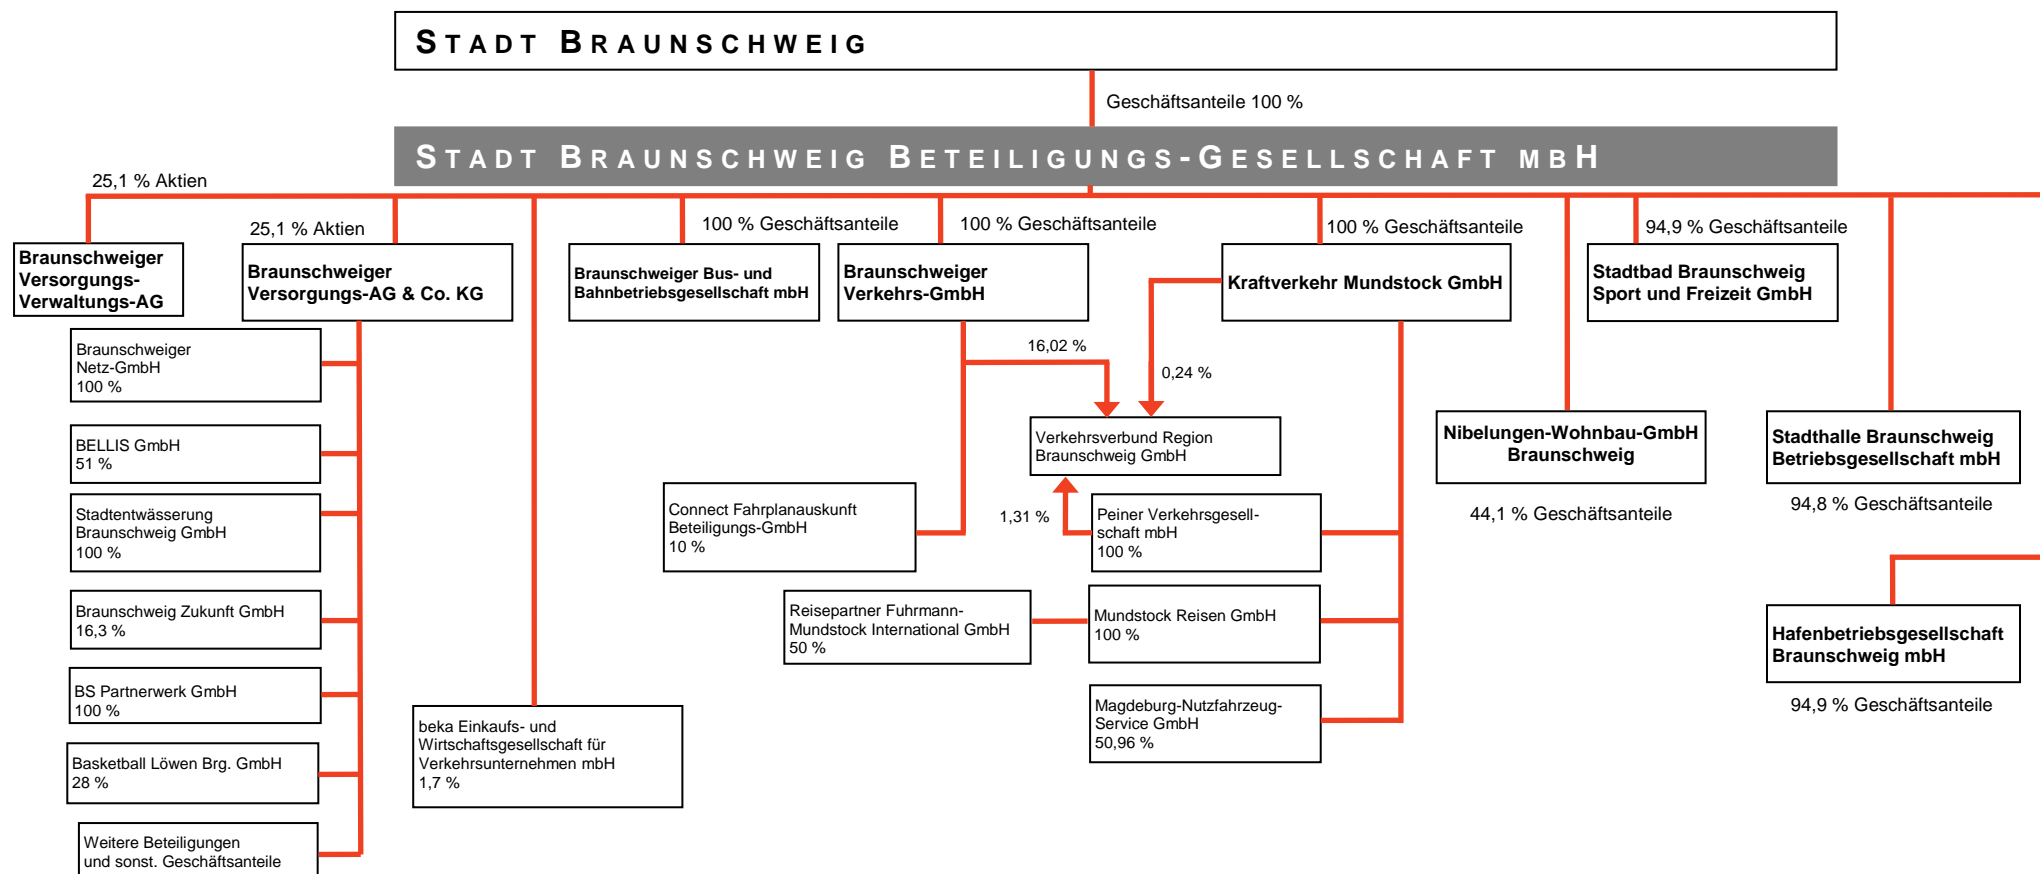 STADT BRAUNSCHWEIG
Geschäftsanteile 100 %
STADT BRAUNSCHWEIG BETEILIGUNGS-GESELLSCHAFT MBH
25,1 % Aktien
25,1 % Aktien
100 % Geschäftsanteile
100 % Geschäftsanteile
100 % Geschäftsanteile
94,9 % Geschäftsanteile
Braunschweiger
Versorgungs-
Verwaltungs-AG
Braunschweiger
Versorgungs-AG & Co. KG
Braunschweiger Bus- und
Bahnbetriebsgesellschaft mbH
Braunschweiger
Verkehrs-GmbH
Kraftverkehr Mundstock GmbH
Stadtbad Braunschweig
Sport und Freizeit GmbH
Braunschweiger
Netz-GmbH
100 %
BELLIS GmbH
51 %
Stadtentwässerung
Braunschweig GmbH
100 %
Braunschweig Zukunft GmbH
16,3 %
BS Partnerwerk GmbH
100 %
Basketball Löwen Brg. GmbH
28 %
Weitere Beteiligungen
und sonst. Geschäftsanteile
beka Einkaufs- und
Wirtschaftsgesellschaft für
Verkehrsunternehmen mbH
1,7 %
16,02 %
0,24 %
Verkehrsverbund Region
Braunschweig GmbH
Connect Fahrplanauskunft
Beteiligungs-GmbH
10 %
1,31 %
Peiner Verkehrsgesell-
schaft mbH
100 %
Reisepartner Fuhrmann-
Mundstock International GmbH
50 %
Mundstock Reisen GmbH
100 %
Magdeburg-Nutzfahrzeug-
Service GmbH
50,96 %
Nibelungen-Wohnbau-GmbH
Braunschweig
44,1 % Geschäftsanteile
Stadthalle Braunschweig
Betriebsgesellschaft mbH
94,8 % Geschäftsanteile
Hafenbetriebsgesellschaft
Braunschweig mbH
94,9 % Geschäftsanteile